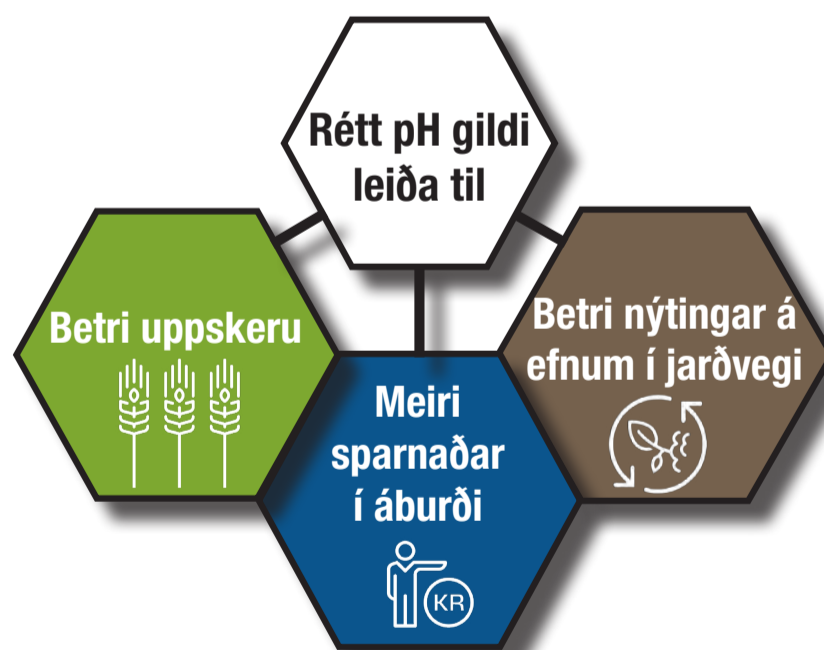 Rétt pH gildi
leiða til
Betri uppskeru
Meiri
sparnaðar
í áburði
KR
Betri nýtingar á
efnum í jarðvegi